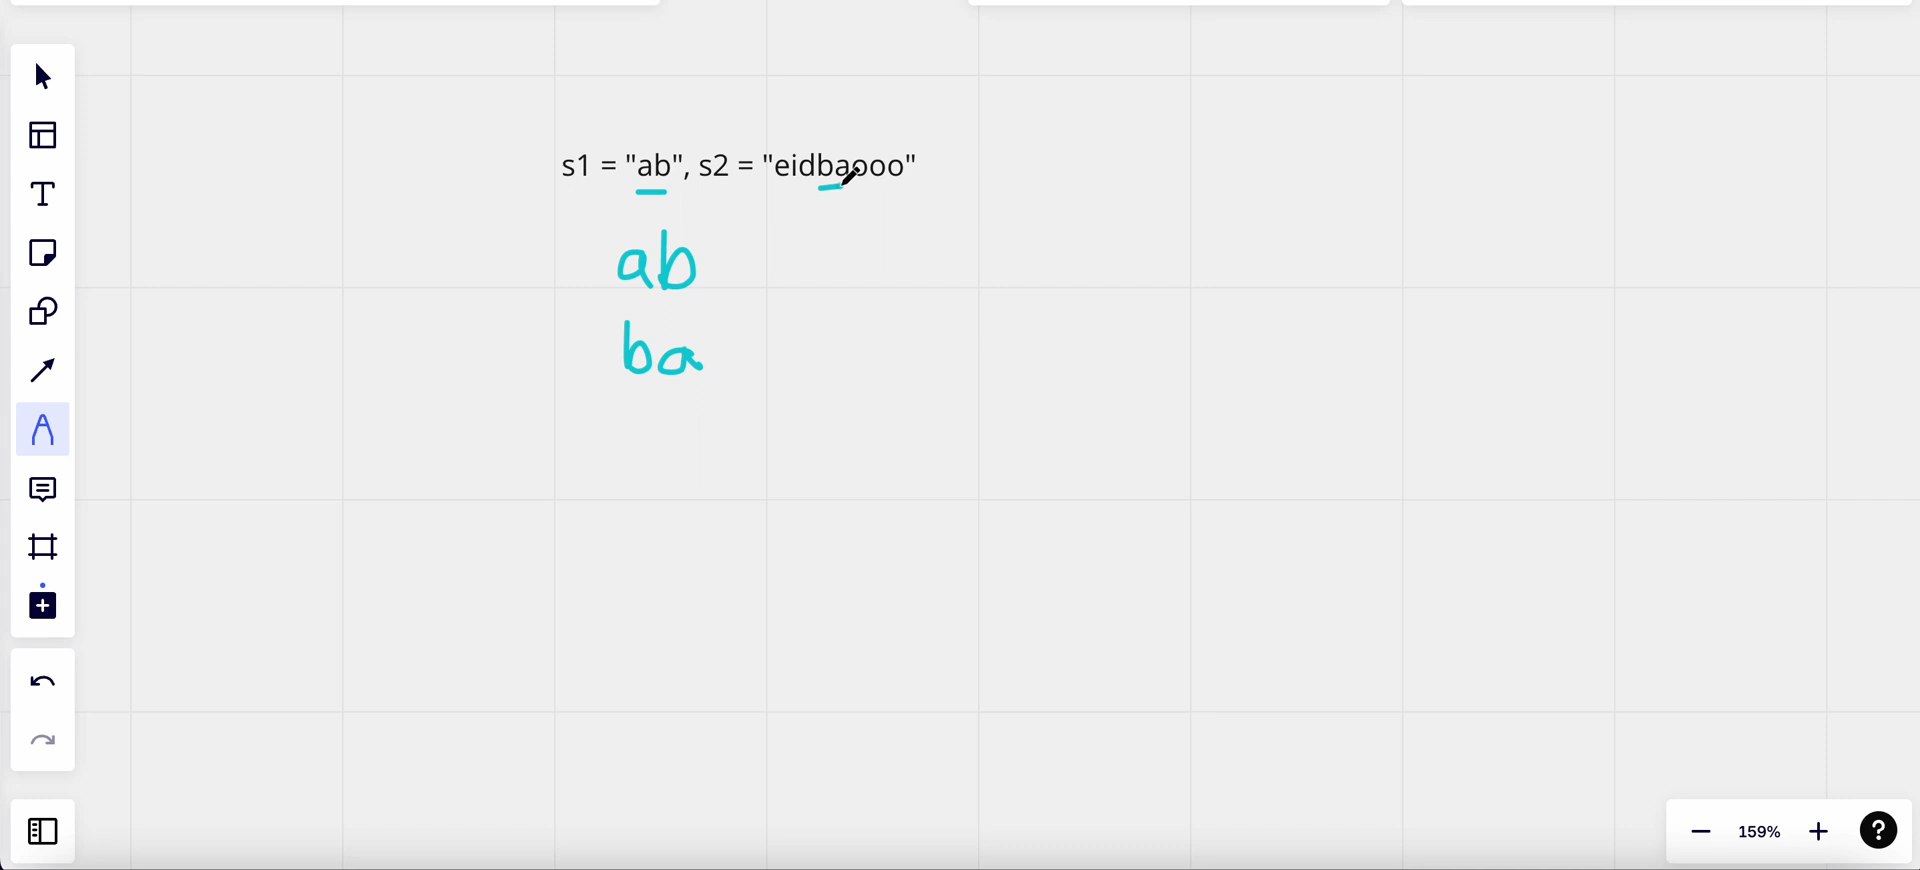 s1 = "ab", s2 = "eidbaooo"
ab
ba
159%